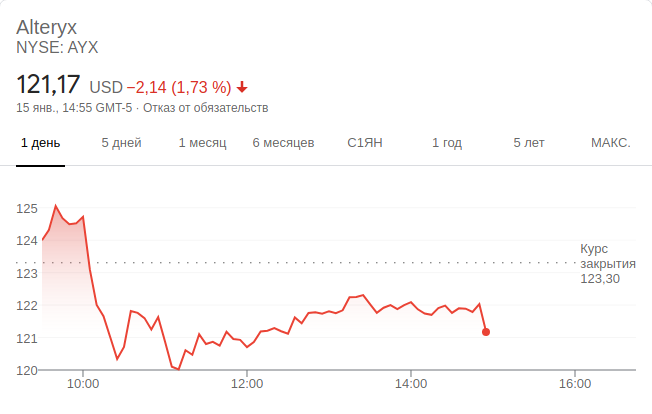 Alteryx
NYSE: AYX
121,17 USD −2,14 (1,73 %)
15 янв., 14:55 GMT-5 · Отказ от обязательств
1 день 5 дней 1 месяц 6 месяцев С1ЯН 1 год 5 лет МАКС.
125
124
Курс
закрытия
123,30
123
122
121
120
10:00 12:00 14:00 16:00